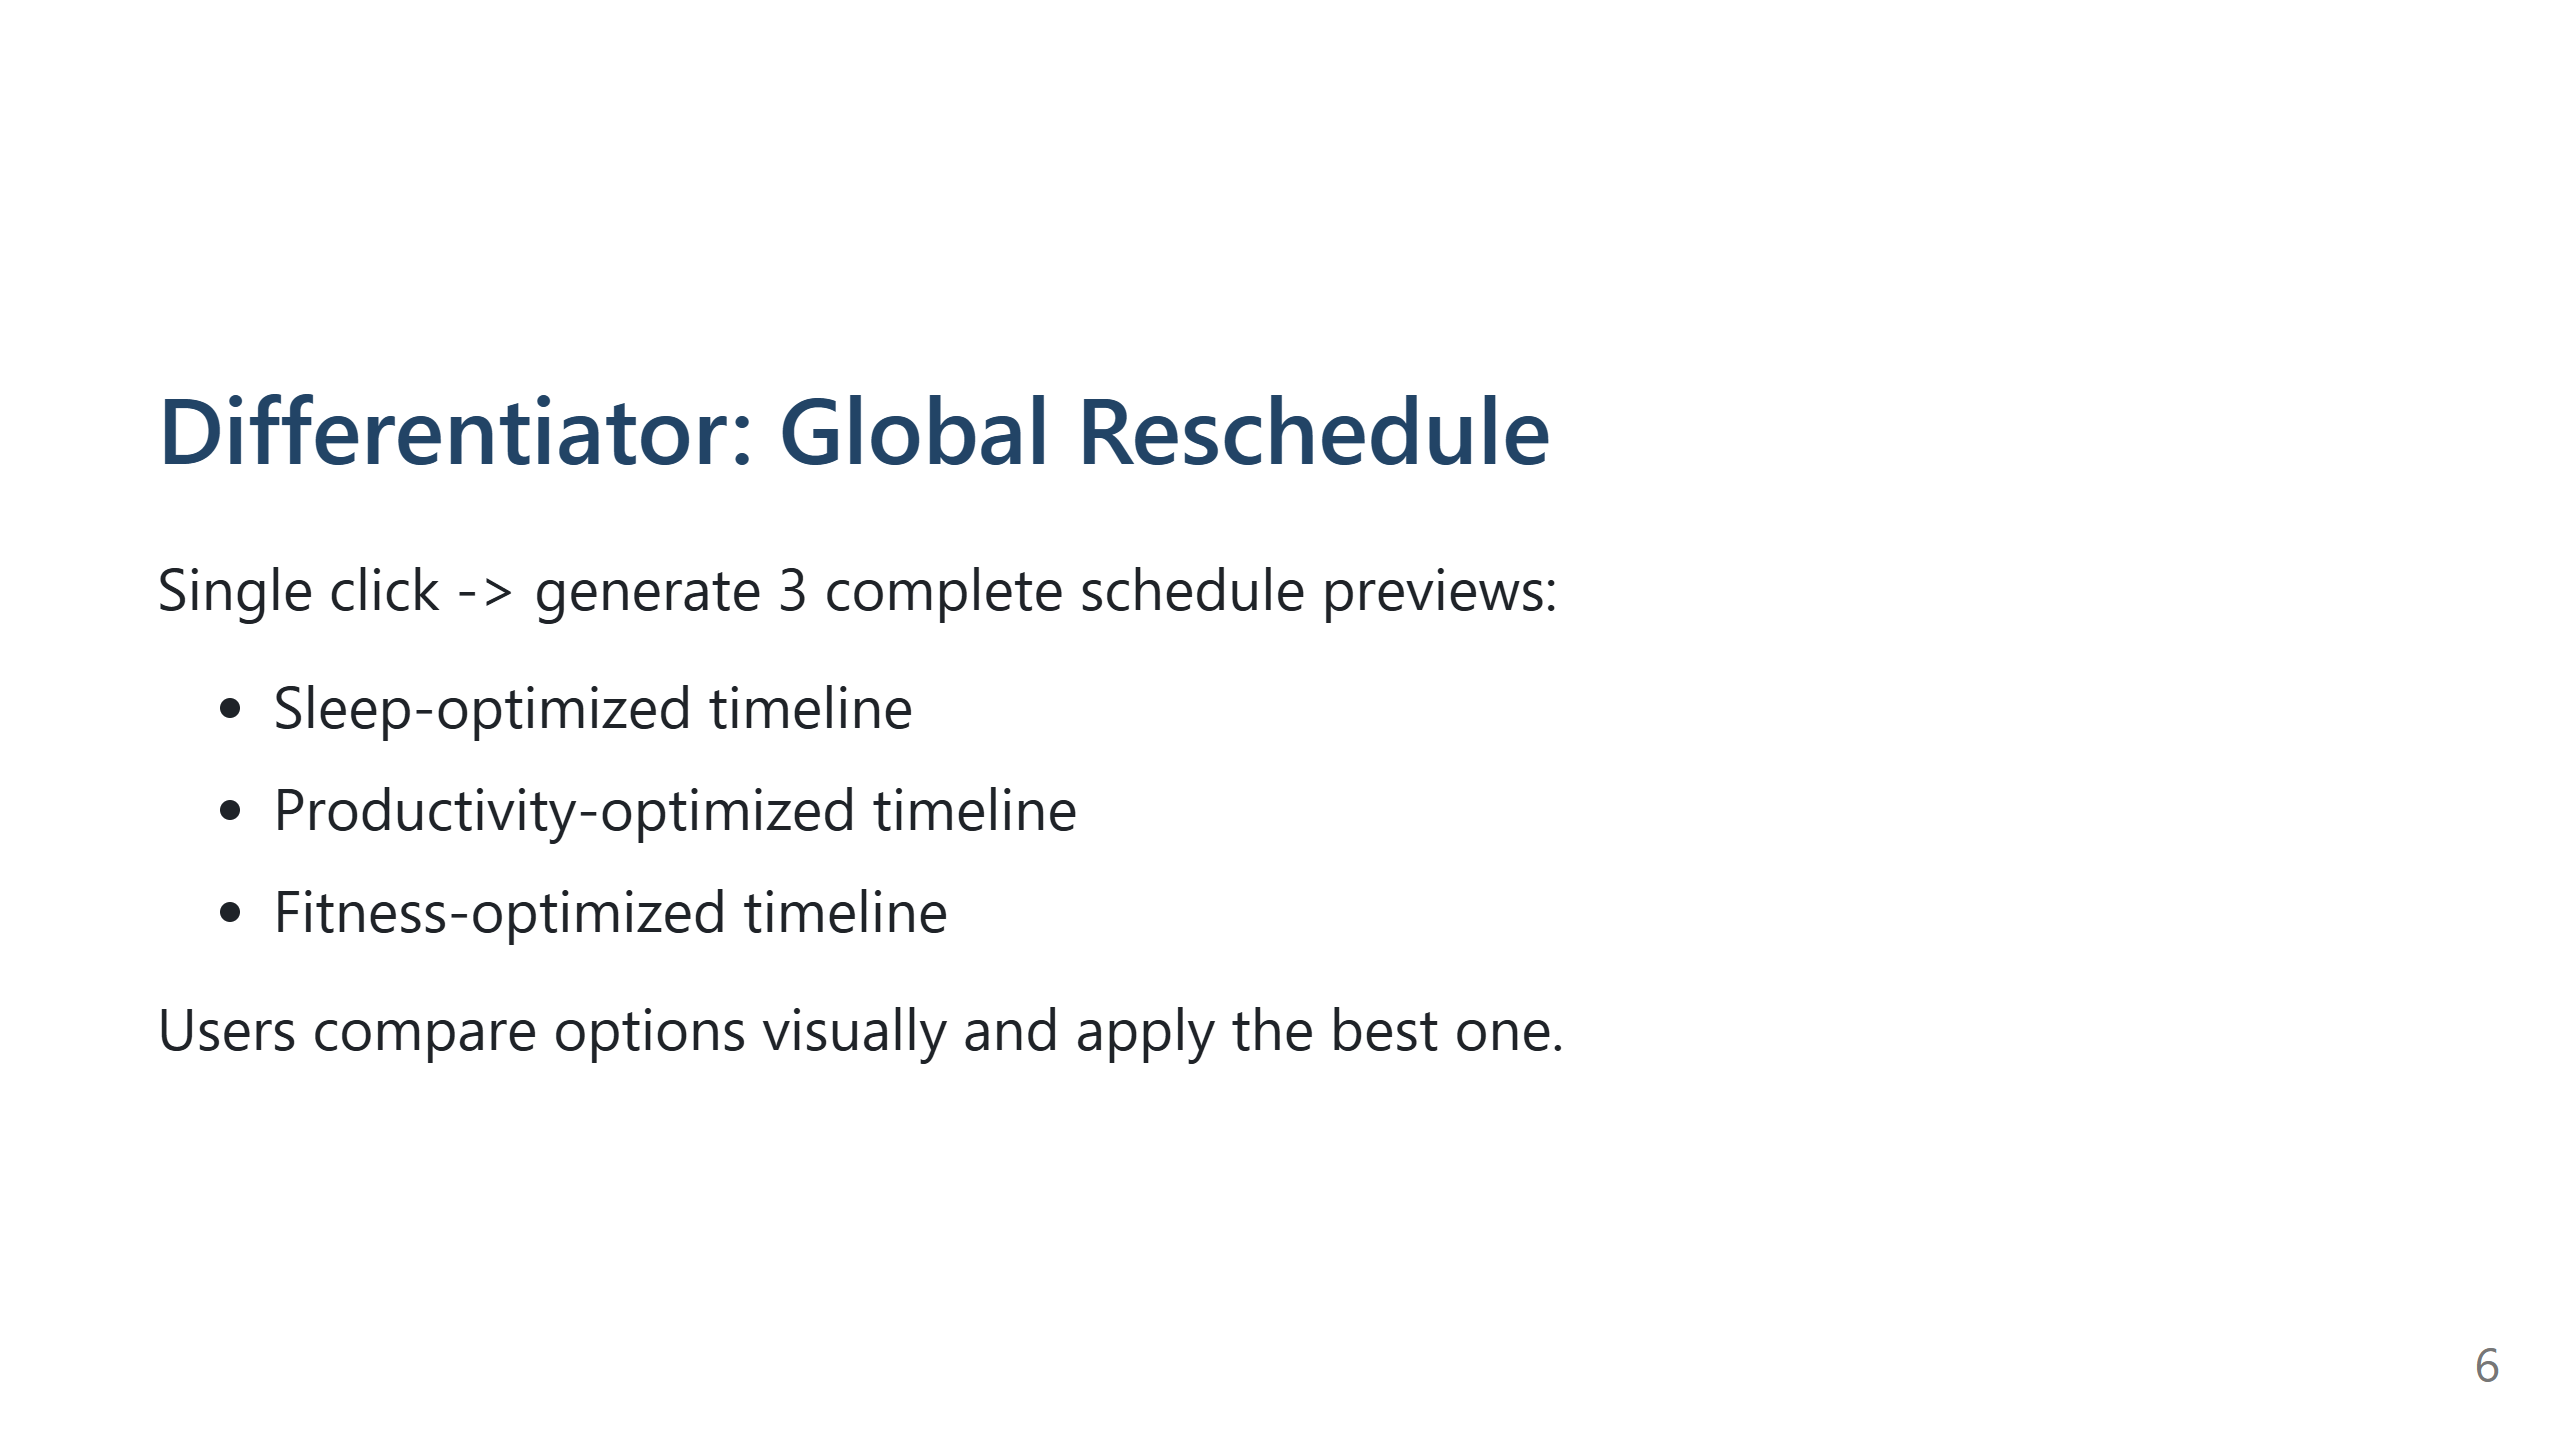 Differentiator: Global Reschedule
Single click -> generate 3 complete schedule previews:
• Sleep-optimized timeline
• Productivity-optimized timeline
• Fitness-optimized timeline
Users compare options visually and apply the best one.
6